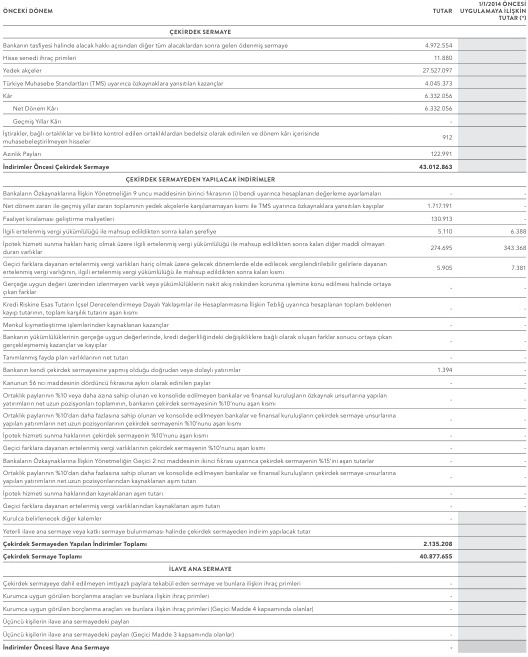 ÖNCEKİ DÖNEM TUTAR 1/1/2014 ÖNCESİ UYGULAMAYA İLİŞKİN TUTAR (*)
ÇEKİRDEK SERMAYE
Bankanın tasfiyesi halinde alacak hakkı açısından diğer tüm alacaklardan sonra gelen ödenmiş sermaye 4.972.554
Hisse senedi ihraç primleri 11.880
Yedek akçeler 27.527.097
Türkiye Muhasebe Standartları (TMS) uyarınca özkaynaklara yansıtılan kazançlar 4.045.373
Kâr 6.332.056
Net Dönem Kârı 6.332.056
Geçmiş Yıllar Kârı -
İştirakler, bağlı ortaklıklar ve birlikte kontrol edilen ortaklıklardan bedelsiz olarak edinilen ve dönem kârı içerisinde
muhasebeleştirilmeyen hisseler 912
Azınlık Payları 122.991
İndirimler Öncesi Çekirdek Sermaye 43.012.863
ÇEKİRDEK SERMAYEDEN YAPILACAK İNDİRİMLER
Bankaların Özkaynaklarına İlişkin Yönetmeliğin 9 uncu maddesinin birinci fıkrasının (i) bendi uyarınca hesaplanan değerleme ayarlamaları - -
Net dönem zararı ile geçmiş yıllar zararı toplamının yedek akçelerle karşılanamayan kısmı ile TMS uyarınca özkaynaklara yansıtılan kayıplar 1.717.191 -
Faaliyet kiralaması geliştirme maliyetleri 130.913 -
İlgili ertelenmiş vergi yükümlülüğü ile mahsup edildikten sonra kalan şerefiye 5.110 6.388
İpotek hizmeti sunma hakları hariç olmak üzere ilgili ertelenmiş vergi yükümlülüğü ile mahsup edildikten sonra kalan diğer maddi olmayan
duran varlıklar 274.695 343.368
Geçici farklara dayanan ertelenmiş vergi varlıkları hariç olmak üzere gelecek dönemlerde elde edilecek vergilendirilebilir gelirlere dayanan
ertelenmiş vergi varlığının, ilgili ertelenmiş vergi yükümlülüğü ile mahsup edildikten sonra kalan kısmı 5.905 7.381
Gerçeğe uygun değeri üzerinden izlenmeyen varlık veya yükümlülüklerin nakit akış riskinden korunma işlemine konu edilmesi halinde ortaya
çıkan farklar - -
Kredi Riskine Esas Tutarın İçsel Derecelendirmeye Dayalı Yaklaşımlar ile Hesaplanmasına İlişkin Tebliğ uyarınca hesaplanan toplam beklenen
kayıp tutarının, toplam karşılık tutarını aşan kısmı - -
Menkul kıymetleştirme işlemlerinden kaynaklanan kazançlar - -
Bankanın yükümlülüklerinin gerçeğe uygun değerlerinde, kredi değerliliğindeki değişikliklere bağlı olarak oluşan farklar sonucu ortaya çıkan
gerçekleşmemiş kazançlar ve kayıplar - -
Tanımlanmış fayda plan varlıklarının net tutarı - -
Bankanın kendi çekirdek sermayesine yapmış olduğu doğrudan veya dolaylı yatırımlar 1.394 -
Kanunun 56 ncı maddesinin dördüncü fıkrasına aykırı olarak edinilen paylar - -
Ortaklık paylarının %10 veya daha azına sahip olunan ve konsolide edilmeyen bankalar ve finansal kuruluşların özkaynak unsurlarına yapılan
yatırımların net uzun pozisyonları toplamının, bankanın çekirdek sermayesinin %10'nunu aşan kısmı - -
Ortaklık paylarının %10'dan daha fazlasına sahip olunan ve konsolide edilmeyen bankalar ve finansal kuruluşların çekirdek sermaye unsurlarına
yapılan yatırımların net uzun pozisyonlarının çekirdek sermayenin %10'nunu aşan kısmı - -
İpotek hizmeti sunma haklarının çekirdek sermayenin %10'nunu aşan kısmı - -
Geçici farklara dayanan ertelenmiş vergi varlıklarının çekirdek sermayenin %10'nunu aşan kısmı - -
Bankaların Özkaynaklarına İlişkin Yönetmeliğin Geçici 2 nci maddesinin ikinci fıkrası uyarınca çekirdek sermayenin %15'ini aşan tutarlar - -
Ortaklık paylarının %10'dan daha fazlasına sahip olunan ve konsolide edilmeyen bankalar ve finansal kuruluşların çekirdek sermaye unsurlarına
yapılan yatırımların net uzun pozisyonlarından kaynaklanan aşım tutarı - -
İpotek hizmeti sunma haklarından kaynaklanan aşım tutarı - -
Geçici farklara dayanan ertelenmiş vergi varlıklarından kaynaklanan aşım tutarı - -
Kurulca belirlenecek diğer kalemler - -
Yeterli ilave ana sermaye veya katkı sermaye bulunmaması halinde çekirdek sermayeden indirim yapılacak tutar - -
Çekirdek Sermayeden Yapılan İndirimler Toplamı 2.135.208
Çekirdek Sermaye Toplamı 40.877.655
İLAVE ANA SERMAYE
Çekirdek sermayeye dahil edilmeyen imtiyazlı paylara tekabül eden sermaye ve bunlara ilişkin ihraç primleri -
Kurumca uygun görülen borçlanma araçları ve bunlara ilişkin ihraç primleri -
Kurumca uygun görülen borçlanma araçları ve bunlara ilişkin ihraç primleri (Geçici Madde 4 kapsamında olanlar) -
Üçüncü kişilerin ilave ana sermayedeki payları -
Üçüncü kişilerin ilave ana sermayedeki payları (Geçici Madde 3 kapsamında olanlar) -
İndirimler Öncesi İlave Ana Sermaye -